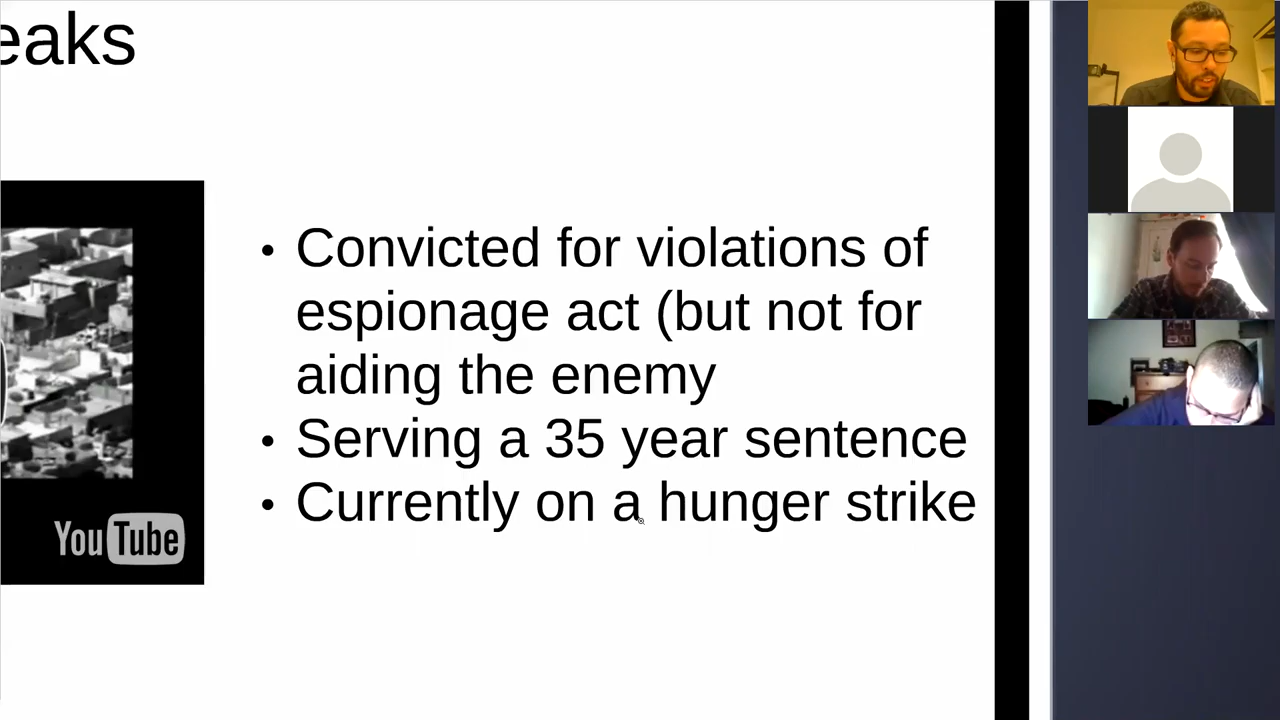 eaks
• Convicted for violations of
espionage act (but not for
aiding the enemy
• Serving a 35 year sentence
• Currently on a hunger strike
YouTube